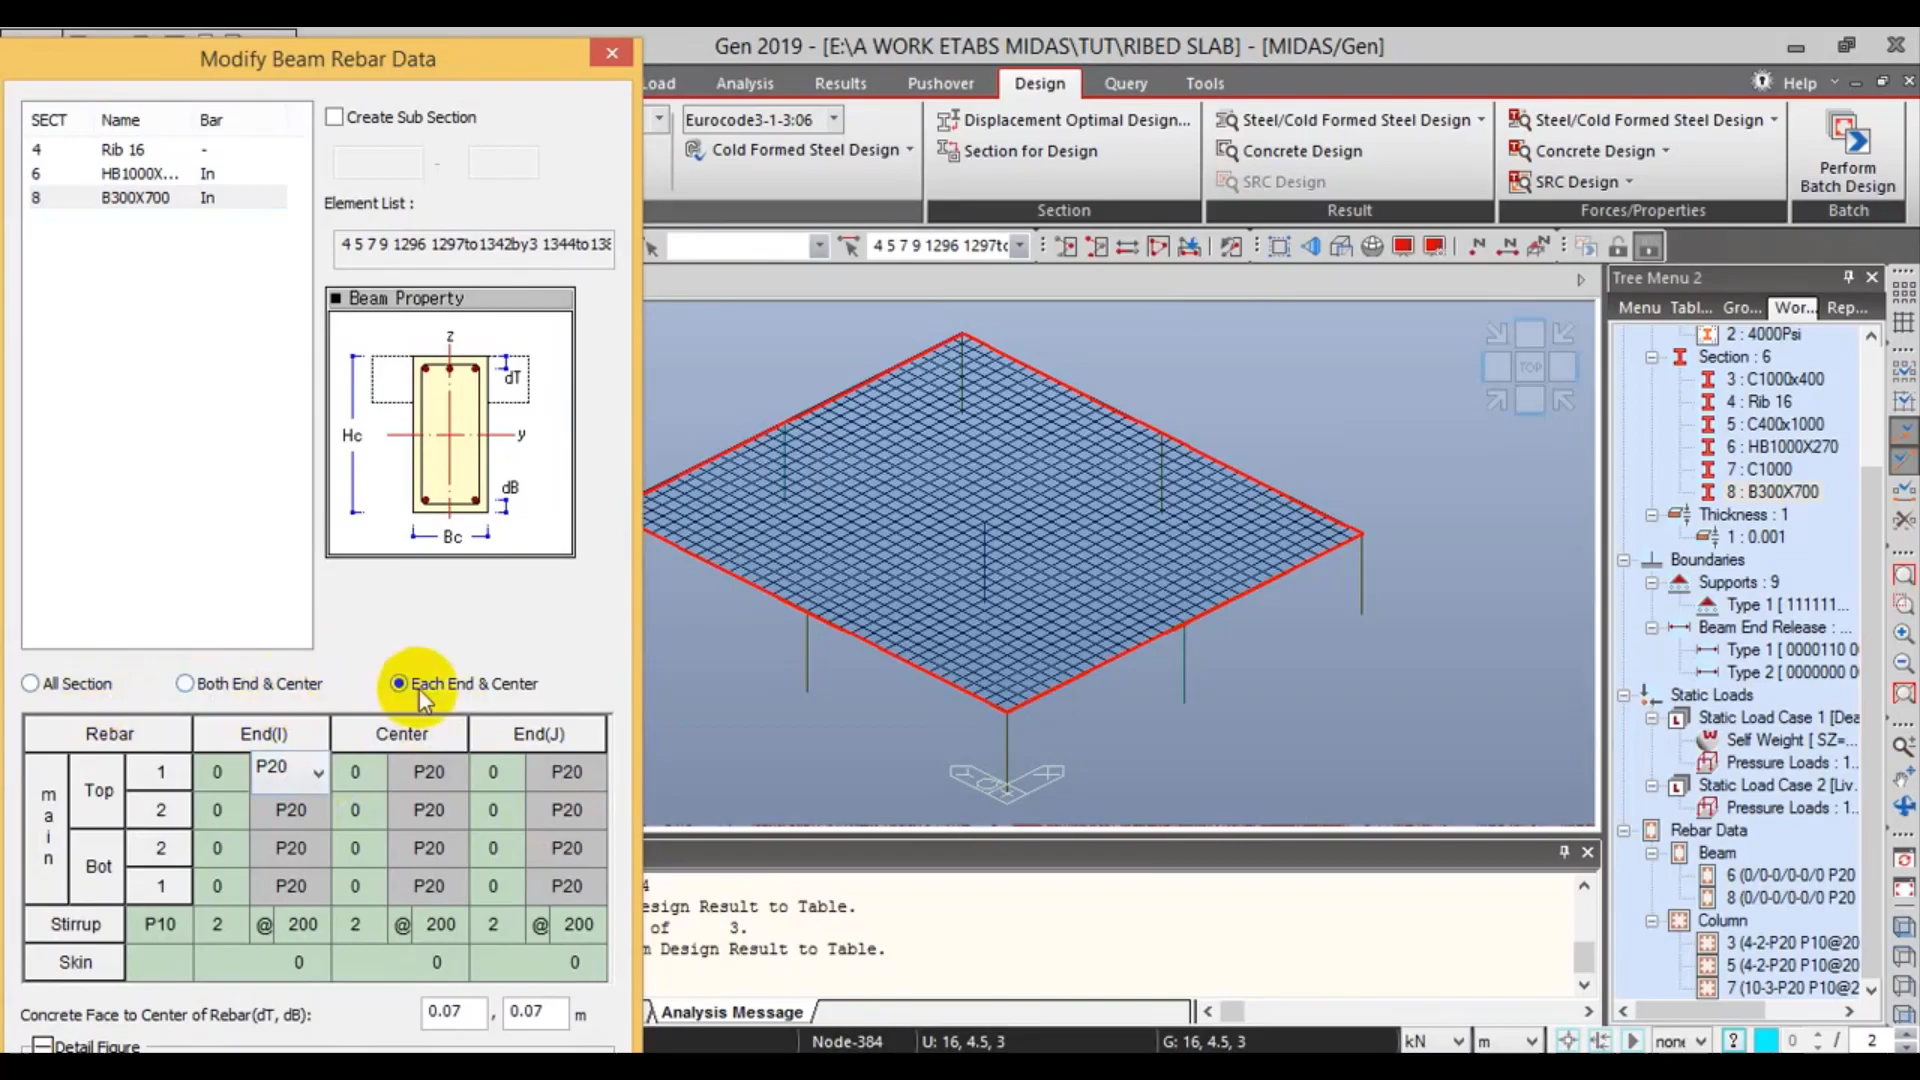 Modify Beam Rebar Data
Gen 2019 - [E:\A WORK ETABS MIDAS\TUT\RIBED SLAB] - [MIDAS/Gen]
Load Analysis Results Pushover Design Query Tools
Help
Eurocode3-1-3:06
Cold Formed Steel Design
Displacement Optimal Design...
Section for Design
Section
Steel/Cold Formed Steel Design
Concrete Design
SRC Design
Result
Steel/Cold Formed Steel Design
Concrete Design
SRC Design
Forces/Properties
Perform
Batch Design
Batch
SECT Name Bar
4 Rib 16 -
6 HB1000X... In
8 B300X700 In
Create Sub Section
-
Element List :
4 5 7 9 1296 1297to1342by3 1344to138
4 5 7 9 1296 1297to
Beam Property
z
dT
Hc
y
dB
Bc
All Section Both End & Center Each End & Center
Rebar End(I) Center End(J)
main Top 1 0 P20 0 P20 0 P20
2 0 P20 0 P20 0 P20
Bot 2 0 P20 0 P20 0 P20
1 0 P20 0 P20 0 P20
Stirrup P10 2 @ 200 2 @ 200 2 @ 200
Skin 0 0 0
Concrete Face to Center of Rebar(dT, dB): 0.07 , 0.07 m
Detail Figure
TOP
esign Result to Table.
of 3.
m Design Result to Table.
Analysis Message
Node-384 U: 16, 4.5, 3 G: 16, 4.5, 3 kN m none ? 0 / 2
Tree Menu 2
Menu Tabl... Gro... Wor... Rep...
2 : 4000Psi
Section : 6
3 : C1000x400
4 : Rib 16
5 : C400x1000
6 : HB1000X270
7 : C1000
8 : B300X700
Thickness : 1
1 : 0.001
Boundaries
Supports : 9
Type 1 [ 111111...
Beam End Release : ...
Type 1 [ 0000110 0
Type 2 [ 0000000 0
Static Loads
Static Load Case 1 [Dea
Self Weight [ SZ=...
Pressure Loads : 1..
Static Load Case 2 [Liv.
Pressure Loads : 1...
Rebar Data
Beam
6 (0/0-0/0-0/0 P20
8 (0/0-0/0-0/0 P20
Column
3 (4-2-P20 P10@20
5 (4-2-P20 P10@20
7 (10-3-P20 P10@2